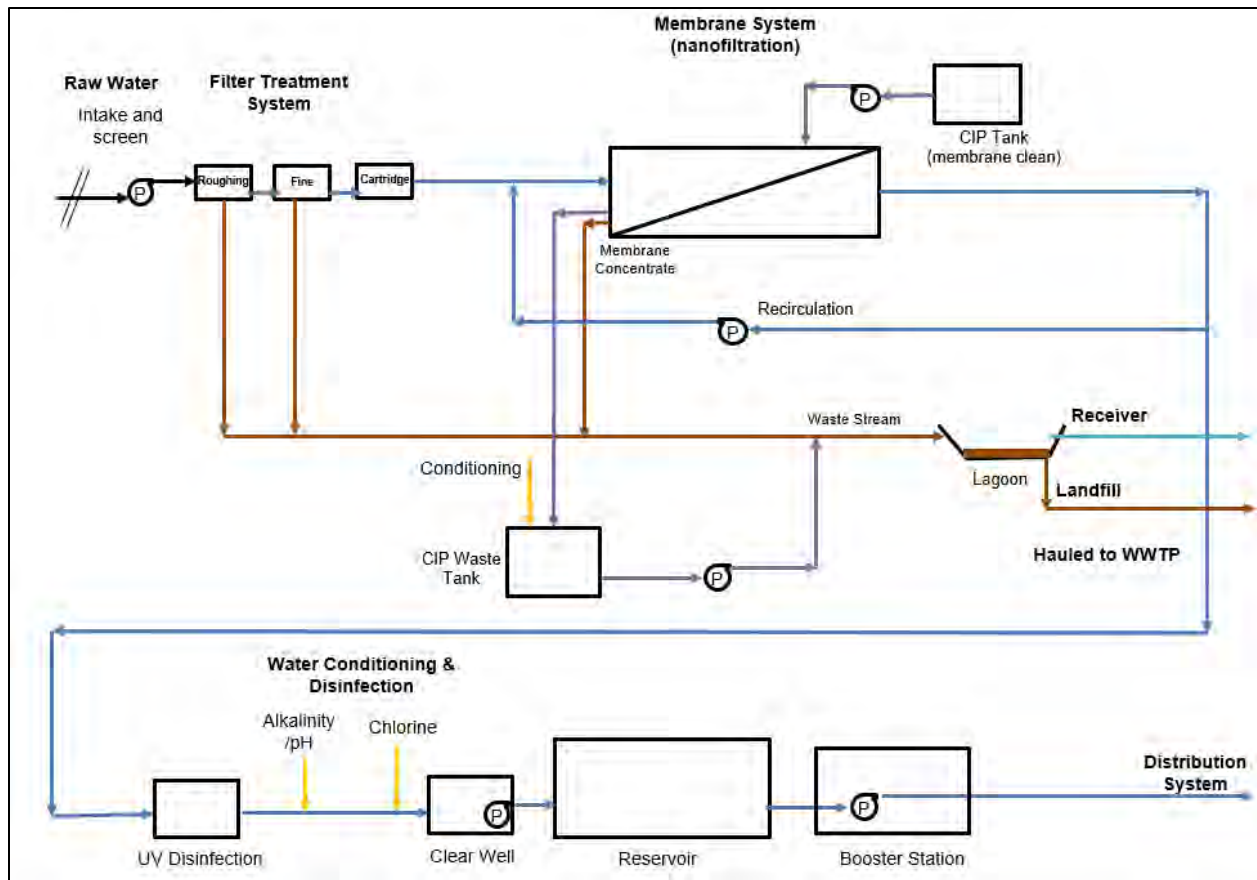 Membrane System
(nanofiltration)
Raw Water
Intake and
screen
Filter Treatment
System
P
CIP Tank
(membrane clean)
P
Roughing
Fine
Cartridge
Membrane
Concentrate
Recirculation
P
Waste Stream
Receiver
Lagoon
Landfill
Conditioning
CIP Waste
Tank
P
Hauled to WWTP
Water Conditioning &
Disinfection
Alkalinity
/pH
Chlorine
P
P
Distribution
System
UV Disinfection
Clear Well
Reservoir
Booster Station